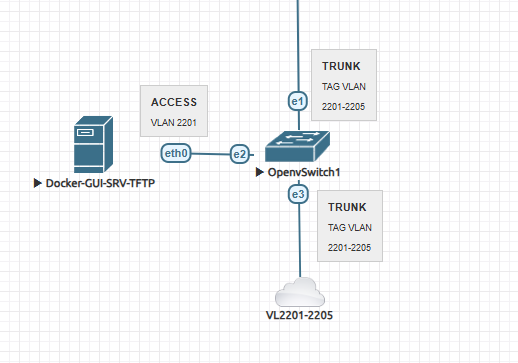 TRUNK
TAG VLAN
2201-2205
e1
ACCESS
VLAN 2201
eth0
e2
Docker-GUI-SRV-TFTP
OpenvSwitch1
e3
TRUNK
TAG VLAN
2201-2205
VL2201-2205